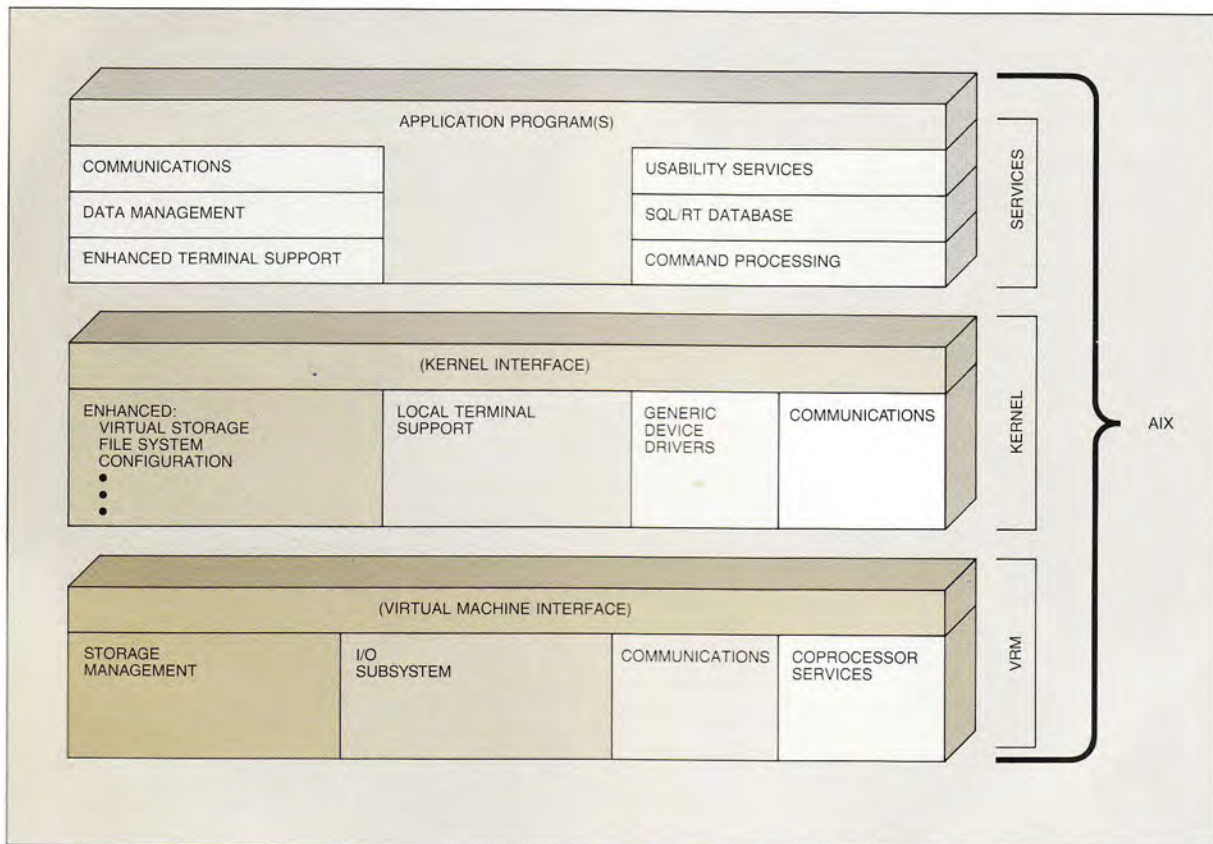 APPLICATION PROGRAM(S)
COMMUNICATIONS
DATA MANAGEMENT
ENHANCED TERMINAL SUPPORT
USABILITY SERVICES
SQL/RT DATABASE
COMMAND PROCESSING
SERVICES
(KERNEL INTERFACE)
ENHANCED:
VIRTUAL STORAGE
FILE SYSTEM
CONFIGURATION
•
•
•
LOCAL TERMINAL
SUPPORT
GENERIC
DEVICE
DRIVERS
COMMUNICATIONS
KERNEL
AIX
(VIRTUAL MACHINE INTERFACE)
STORAGE
MANAGEMENT
I/O
SUBSYSTEM
COMMUNICATIONS
COPROCESSOR
SERVICES
VRM